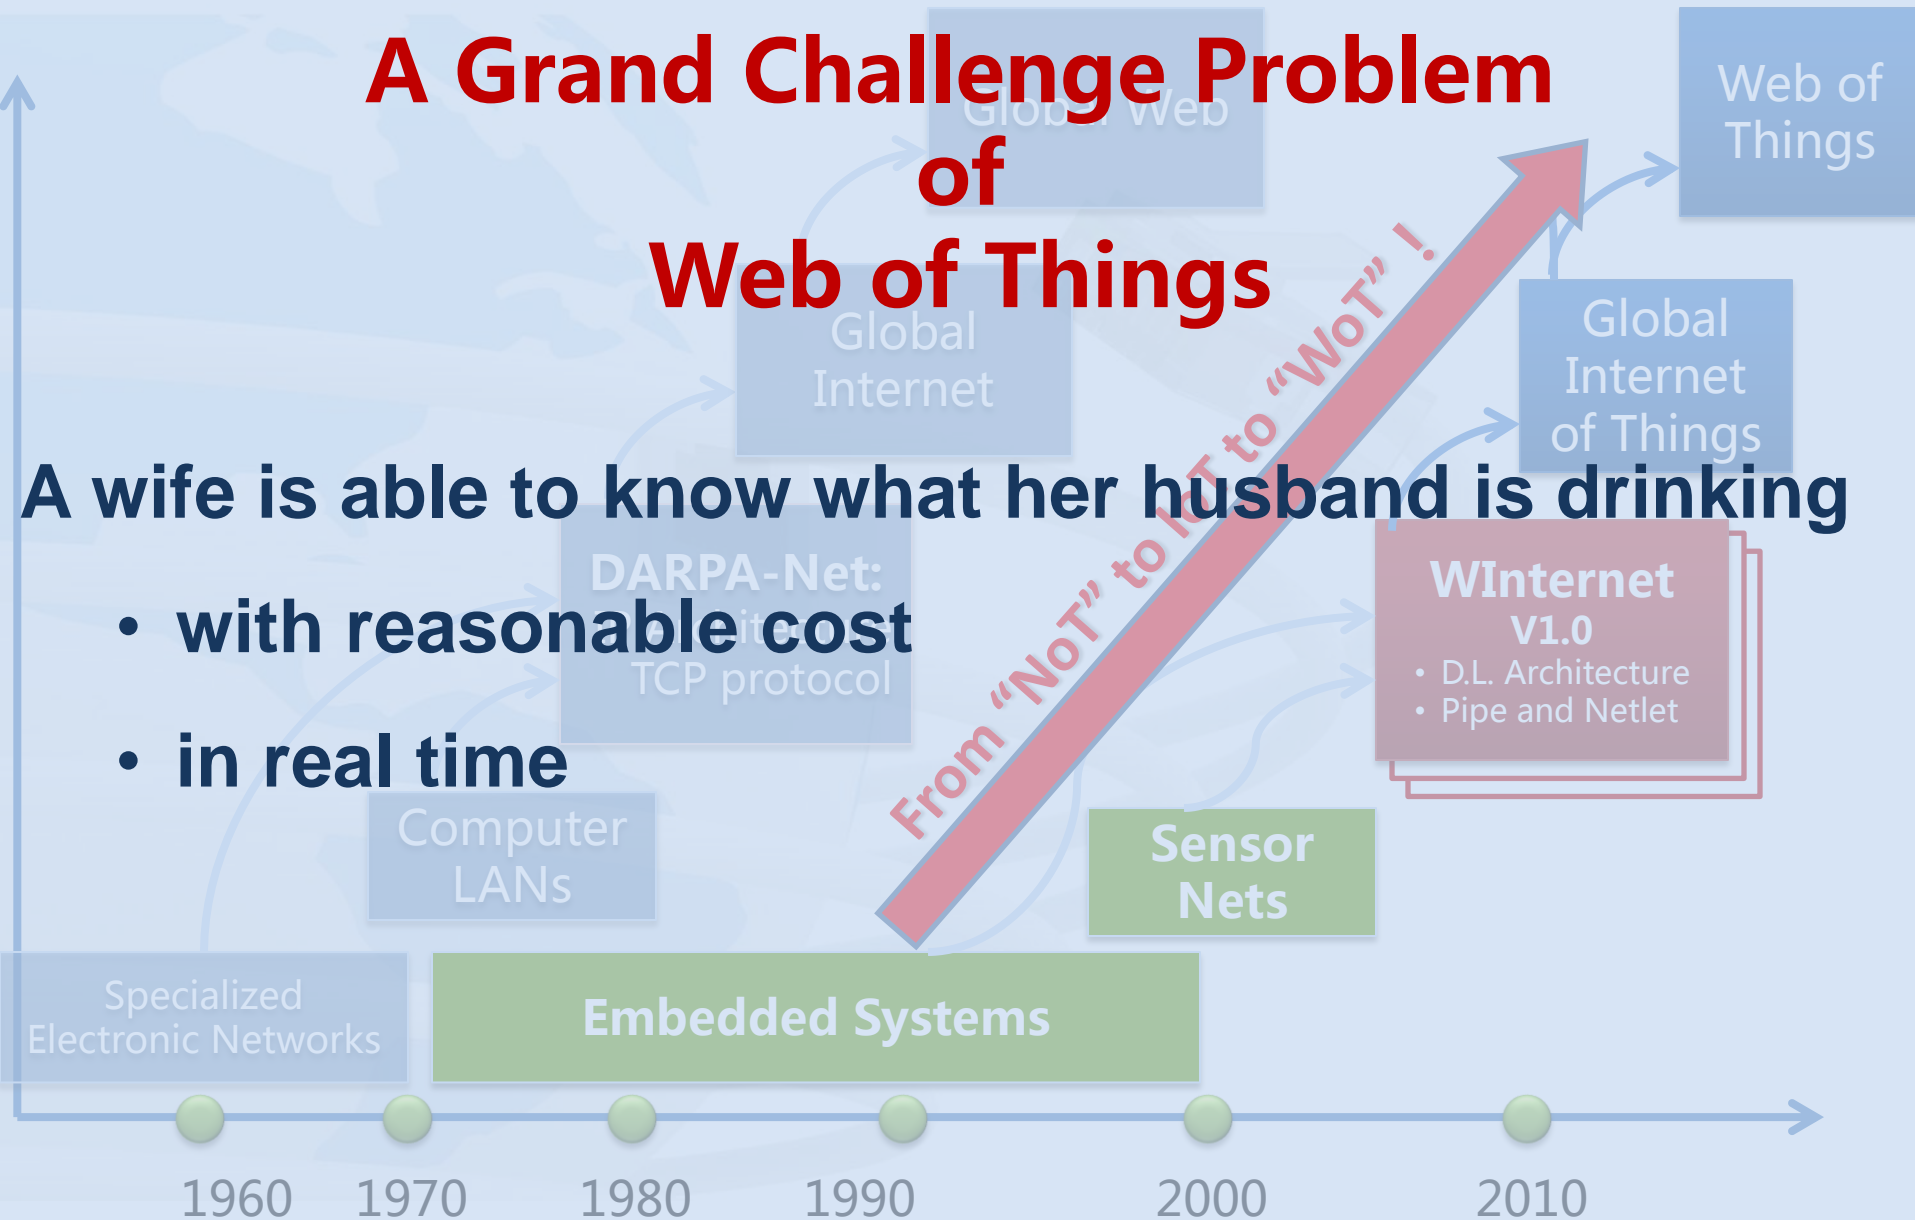 A Grand Challenge Problem
of
Web of Things
Global Web
Web of
Things
Global
Internet
Global
Internet
of Things
From “NoT” to IoT to “WoT” !
A wife is able to know what her husband is drinking
• with reasonable cost
• in real time
DARPA-Net:
IP Architecture
TCP protocol
WInternet
V1.0
• D.L. Architecture
• Pipe and Netlet
Computer
LANs
Sensor
Nets
Specialized
Electronic Networks
Embedded Systems
1960 1970 1980 1990 2000 2010